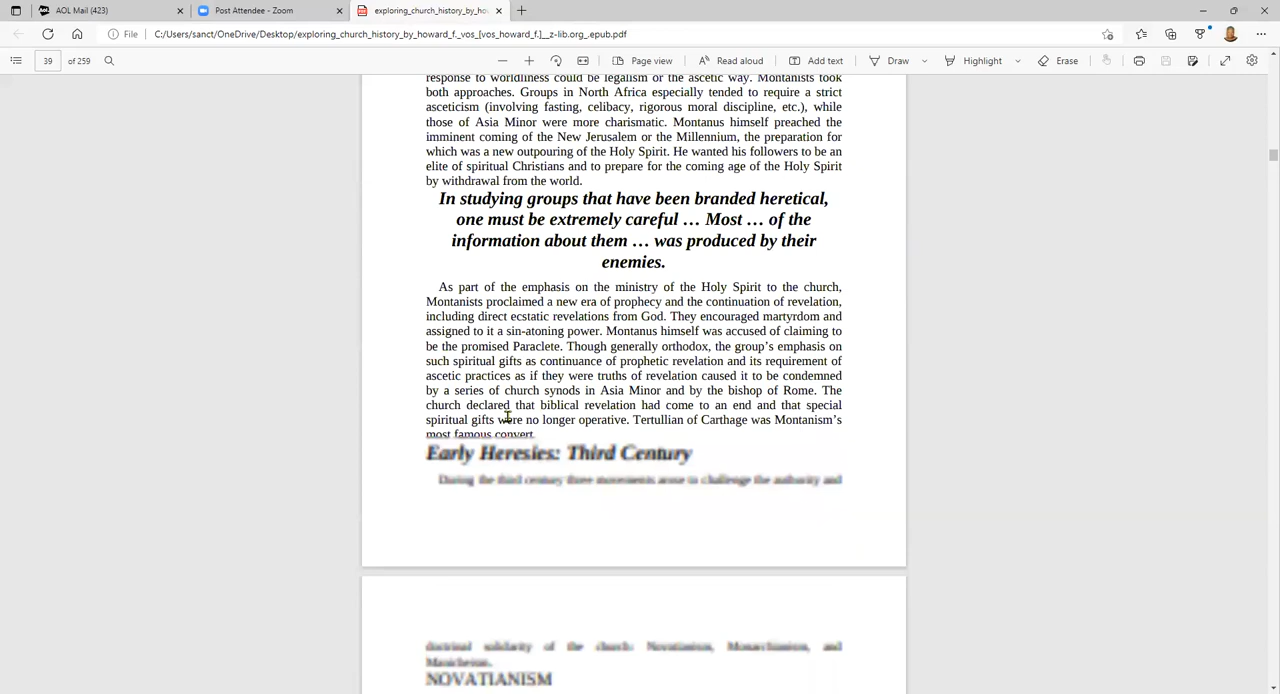 AOL Mail (423)
Post Attendee - Zoom
exploring_church_history_by_ho
File
C:/Users/sanct/OneDrive/Desktop/exploring_church_history_by_howard_f._vos_[vos_howard_f.]__z-lib.org_.epub.pdf
39 of 259
Page view
Read aloud
Add text
Draw
Highlight
Erase
response to worldliness could be legalism or the ascetic way. Montanists took
both approaches. Groups in North Africa especially tended to require a strict
asceticism (involving fasting, celibacy, rigorous moral discipline, etc.), while
those of Asia Minor were more charismatic. Montanus himself preached the
imminent coming of the New Jerusalem or the Millennium, the preparation for
which was a new outpouring of the Holy Spirit. He wanted his followers to be an
elite of spiritual Christians and to prepare for the coming age of the Holy Spirit
by withdrawal from the world.
In studying groups that have been branded heretical,
one must be extremely careful … Most … of the
information about them … was produced by their
enemies.
As part of the emphasis on the ministry of the Holy Spirit to the church,
Montanists proclaimed a new era of prophecy and the continuation of revelation,
including direct ecstatic revelations from God. They encouraged martyrdom and
assigned to it a sin-atoning power. Montanus himself was accused of claiming to
be the promised Paraclete. Though generally orthodox, the group's emphasis on
such spiritual gifts as continuance of prophetic revelation and its requirement of
ascetic practices as if they were truths of revelation caused it to be condemned
by a series of church synods in Asia Minor and by the bishop of Rome. The
church declared that biblical revelation had come to an end and that special
spiritual gifts were no longer operative. Tertullian of Carthage was Montanism's
most famous convert.
Early Heresies: Third Century
During the third century three movements arose to challenge the authority and
doctrinal solidarity of the church: Novatianism, Monarchianism, and
Manicheism.
NOVATIANISM